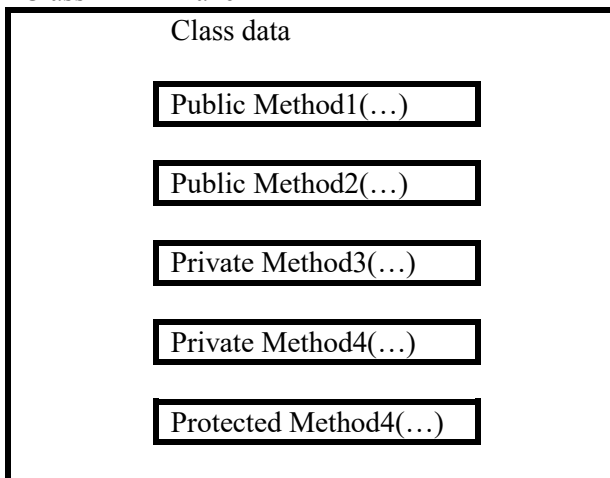 Class data
Public Method1(…)
Public Method2(…)
Private Method3(…)
Private Method4(…)
Protected Method4(…)